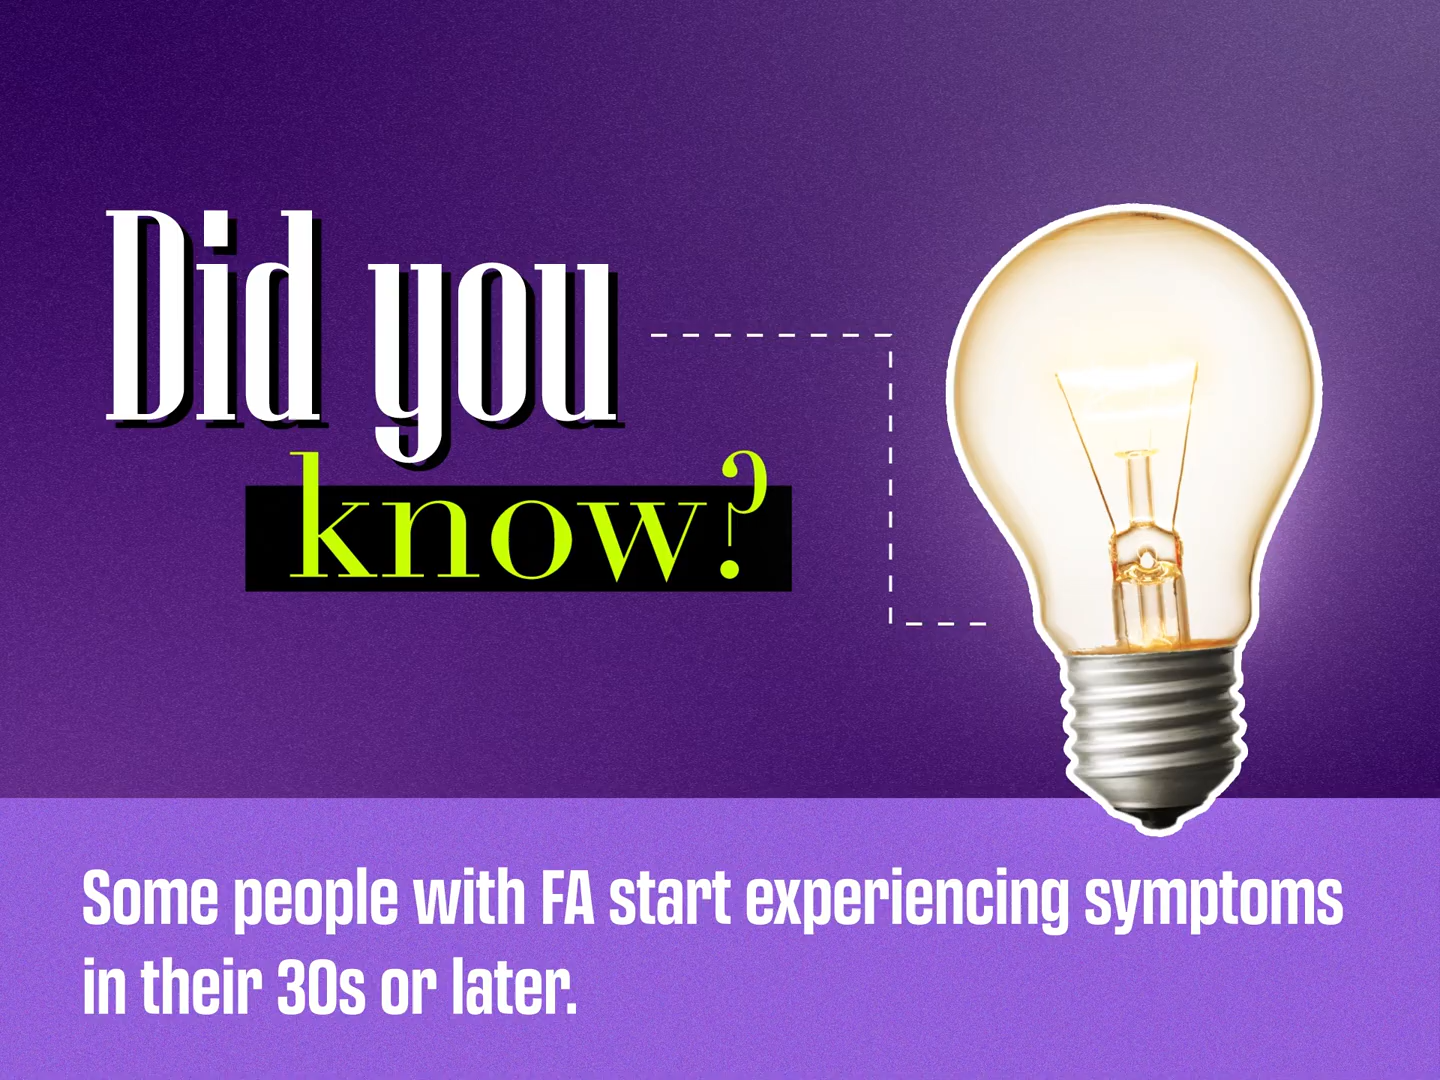 Did you
know?
Some people with FA start experiencing symptoms
in their 30s or later.